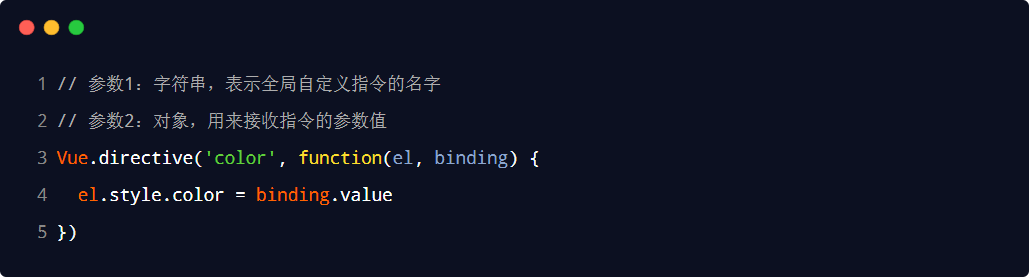 1 // 参数1：字符串，表示全局自定义指令的名字
2 // 参数2：对象，用来接收指令的参数值
3 Vue.directive('color', function(el, binding) {
4   el.style.color = binding.value
5 })